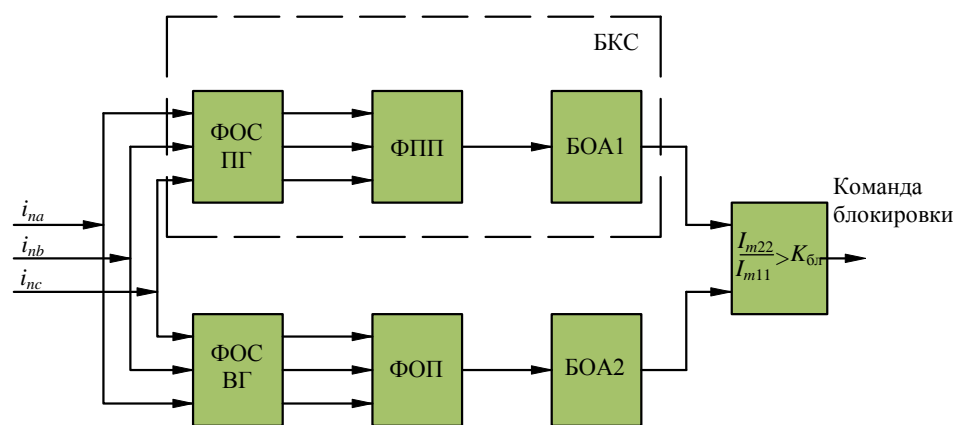 БКС
ФОС
ПГ
ФПП
БОА1
Команда
блокировки
i_na
i_nb
i_nc
I_m22
I_m11
>K_бл
ФОС
ВГ
ФОП
БОА2